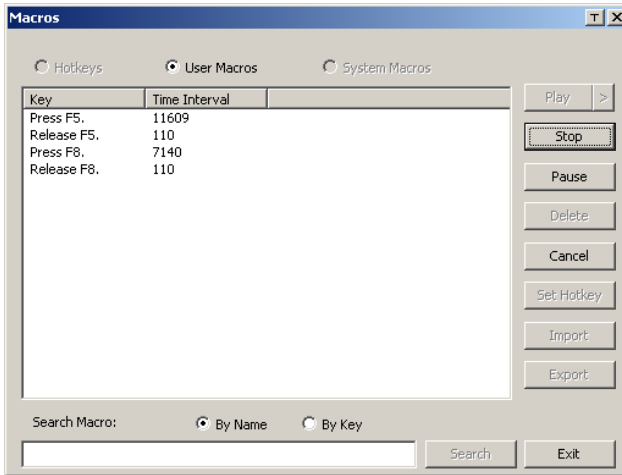 Macros
T X
Hotkeys User Macros System Macros
Key Time Interval
Play >
Press F5. 11609
Release F5. 110
Stop
Press F8. 7140
Release F8. 110
Pause
Delete
Cancel
Set Hotkey
Import
Export
Search Macro: By Name By Key
Search Exit